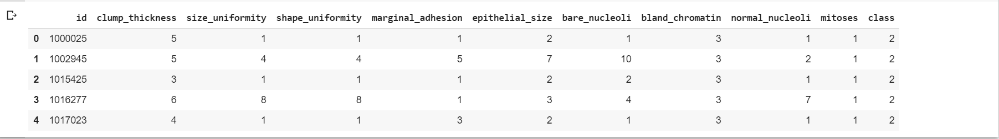 id clump_thickness size_uniformity shape_uniformity marginal_adhesion epithelial_size bare_nucleoli bland_chromatin normal_nucleoli mitoses class
0 1000025 5 1 1 1 2 1 3 1 1 2
1 1002945 5 4 4 5 7 10 3 2 1 2
2 1015425 3 1 1 1 2 2 3 1 1 2
3 1016277 6 8 8 1 3 4 3 7 1 2
4 1017023 4 1 1 3 2 1 3 1 1 2